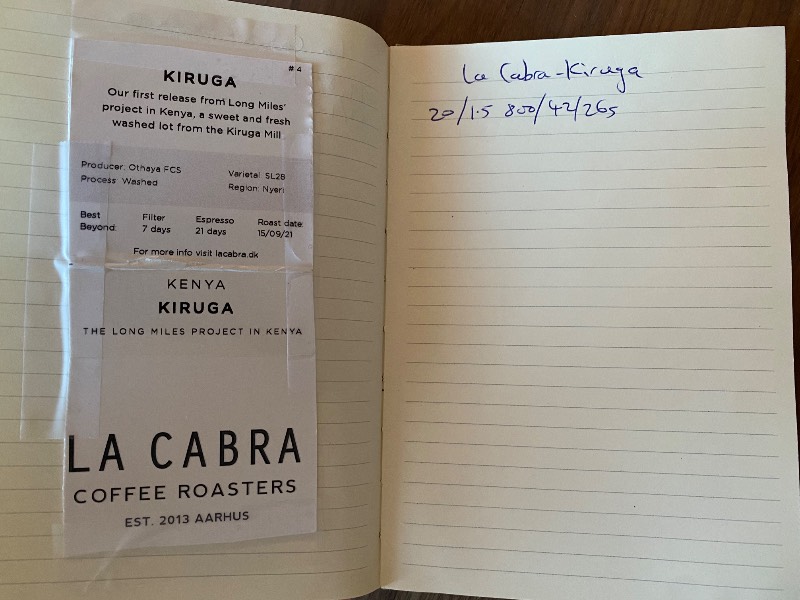 # 4
KIRUGA
Our first release from Long Miles'
project in Kenya, a sweet and fresh
washed lot from the Kiruga Mill
Producer: Othaya FCS
Process: Washed
Varietal: SL28
Region: Nyeri
Best Beyond:
Filter
7 days
Espresso
21 days
Roast date:
15/09/21
For more info visit lacabra.dk
KENYA
KIRUGA
THE LONG MILES PROJECT IN KENYA
LA CABRA
COFFEE ROASTERS
EST. 2013 AARHUS
La Cabra - Kiruga
20/1.5 800/42/265